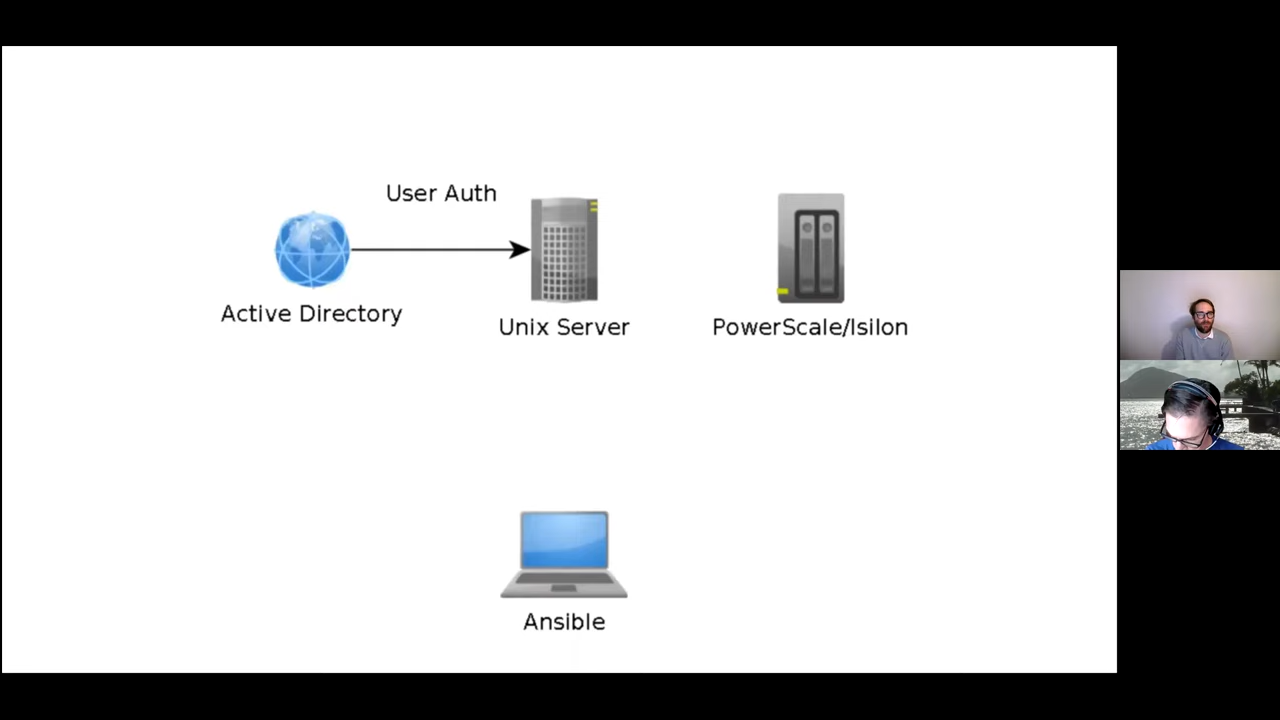 User Auth
Active Directory
Unix Server
PowerScale/Isilon
Ansible